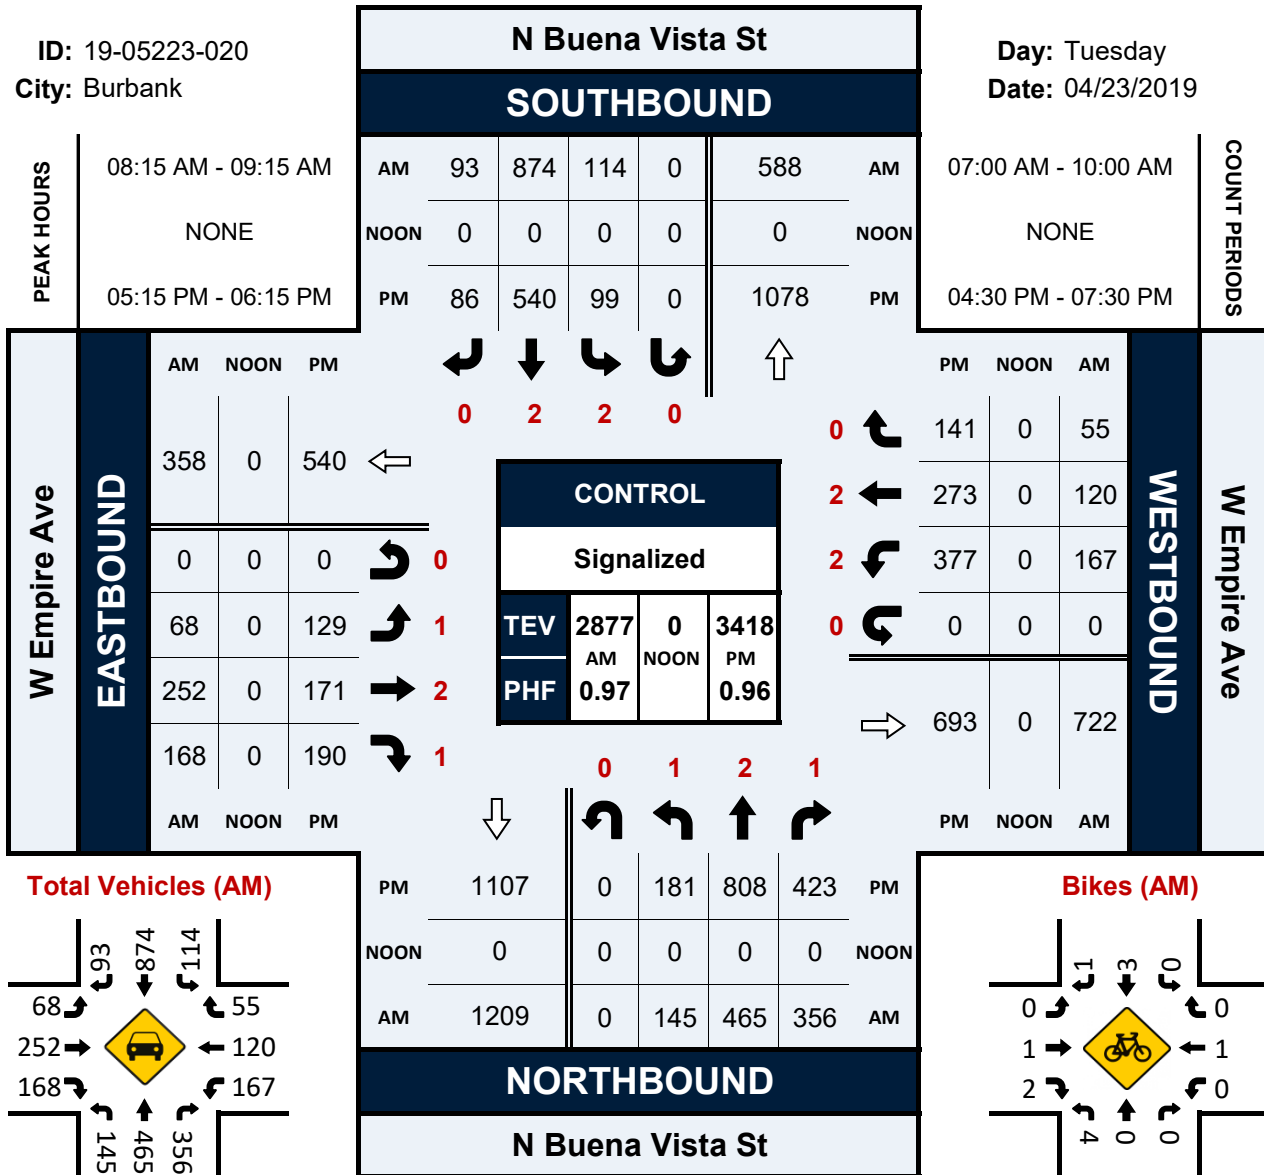 ID: 19-05223-020
City: Burbank
N Buena Vista St
SOUTHBOUND
Day: Tuesday
Date: 04/23/2019
PEAK HOURS
08:15 AM - 09:15 AM
NONE
05:15 PM - 06:15 PM
AM 93 874 114 0 588 AM
NOON 0 0 0 0 0 NOON
PM 86 540 99 0 1078 PM
07:00 AM - 10:00 AM
NONE
04:30 PM - 07:30 PM
COUNT PERIODS
0 2 2 0
W Empire Ave
EASTBOUND
AM NOON PM
358 0 540
0 0 0 0
68 0 129 1
252 0 171 2
168 0 190 1
AM NOON PM
CONTROL
Signalized
TEV 2877 0 3418
AM NOON PM
PHF 0.97 0.96
PM NOON AM
0 141 0 55
2 273 0 120
2 377 0 167
0 0 0 0
693 0 722
PM NOON AM
WESTBOUND
W Empire Ave
0 1 2 1
PM 1107 0 181 808 423 PM
NOON 0 0 0 0 0 NOON
AM 1209 0 145 465 356 AM
NORTHBOUND
N Buena Vista St
Total Vehicles (AM)
93 874 114
68 55
252 120
168 167
145 465 356
Bikes (AM)
1 3 0
0 0
1 1
2 0
4 0 0